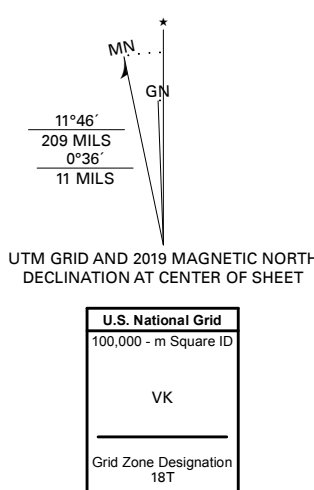 ★
MN
GN
11°46´
209 MILS
0°36´
11 MILS
UTM GRID AND 2019 MAGNETIC NORTH
DECLINATION AT CENTER OF SHEET
U.S. National Grid
100,000 - m Square ID
VK
Grid Zone Designation
18T